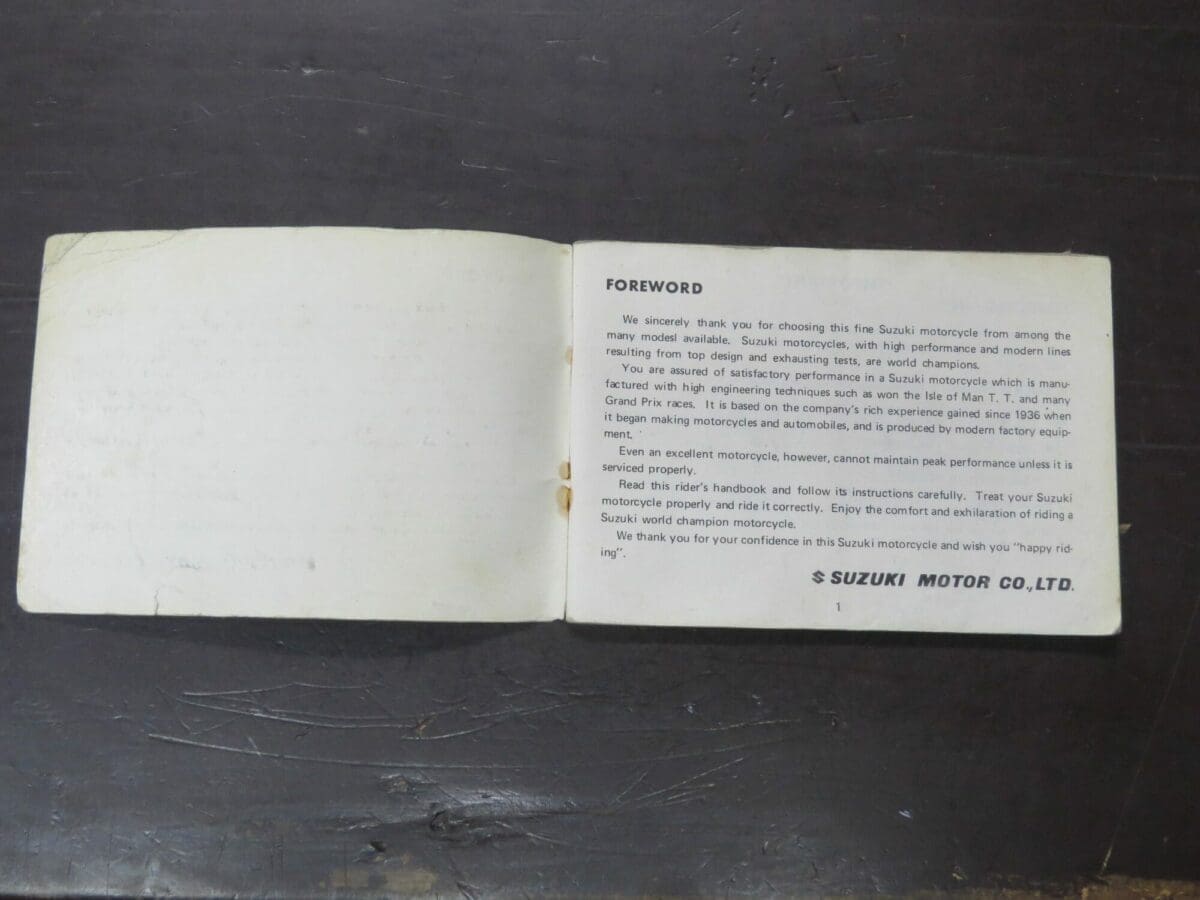 FOREWORD
We sincerely thank you for choosing this fine Suzuki motorcycle from among the
many modesl available. Suzuki motorcycles, with high performance and modern lines
resulting from top design and exhausting tests, are world champions.
You are assured of satisfactory performance in a Suzuki motorcycle which is manu-
factured with high engineering techniques such as won the Isle of Man T. T. and many
Grand Prix races. It is based on the company's rich experience gained since 1936 when
it began making motorcycles and automobiles, and is produced by modern factory equip-
ment.
Even an excellent motorcycle, however, cannot maintain peak performance unless it is
serviced properly.
Read this rider's handbook and follow its instructions carefully. Treat your Suzuki
motorcycle properly and ride it correctly. Enjoy the comfort and exhilaration of riding a
Suzuki world champion motorcycle.
We thank you for your confidence in this Suzuki motorcycle and wish you "happy rid-
ing".
SUZUKI MOTOR CO.,LTD.
1